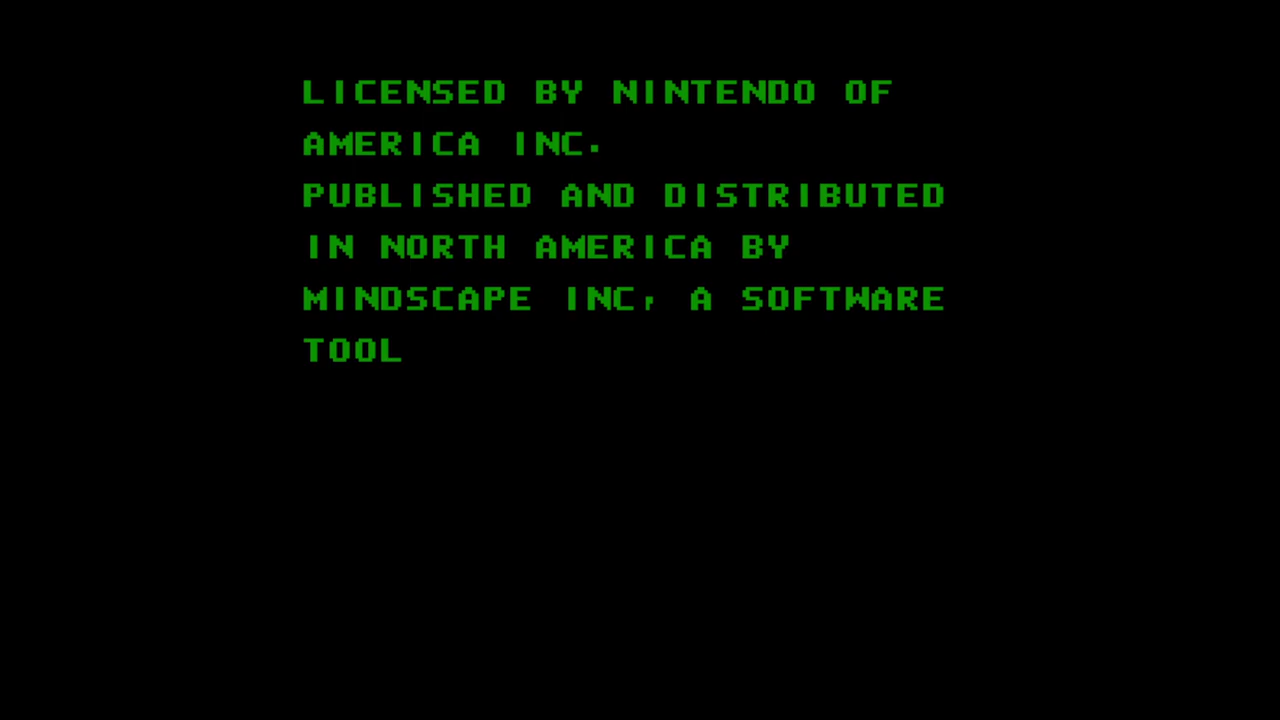 LICENSED BY NINTENDO OF
AMERICA INC.
PUBLISHED AND DISTRIBUTED
IN NORTH AMERICA BY
MINDSCAPE INC, A SOFTWARE
TOOL